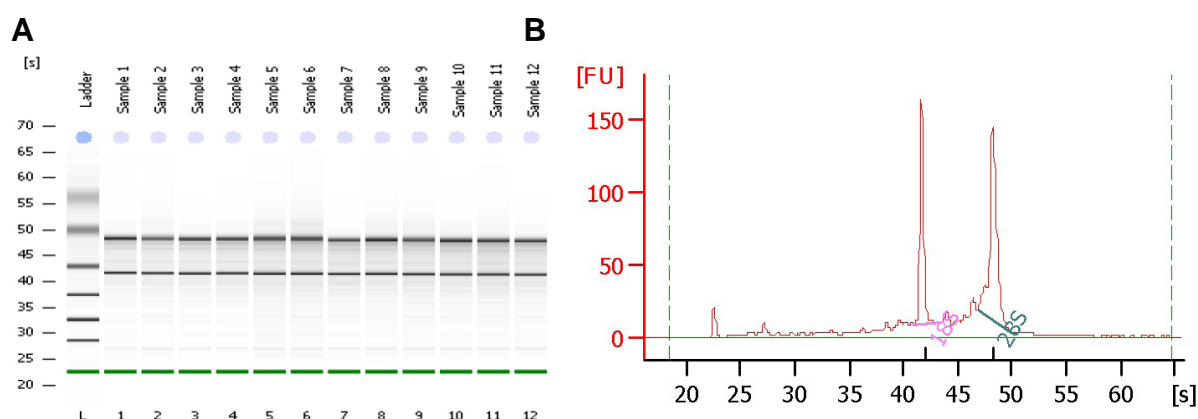 A
[s]
Ladder
Sample 1
Sample 2
Sample 3
Sample 4
Sample 5
Sample 6
Sample 7
Sample 8
Sample 9
Sample 10
Sample 11
Sample 12
70
65
60
55
50
45
40
35
30
25
20
L 1 2 3 4 5 6 7 8 9 10 11 12
B
[FU]
150
100
50
0
18S
28S
20 25 30 35 40 45 50 55 60 [s]